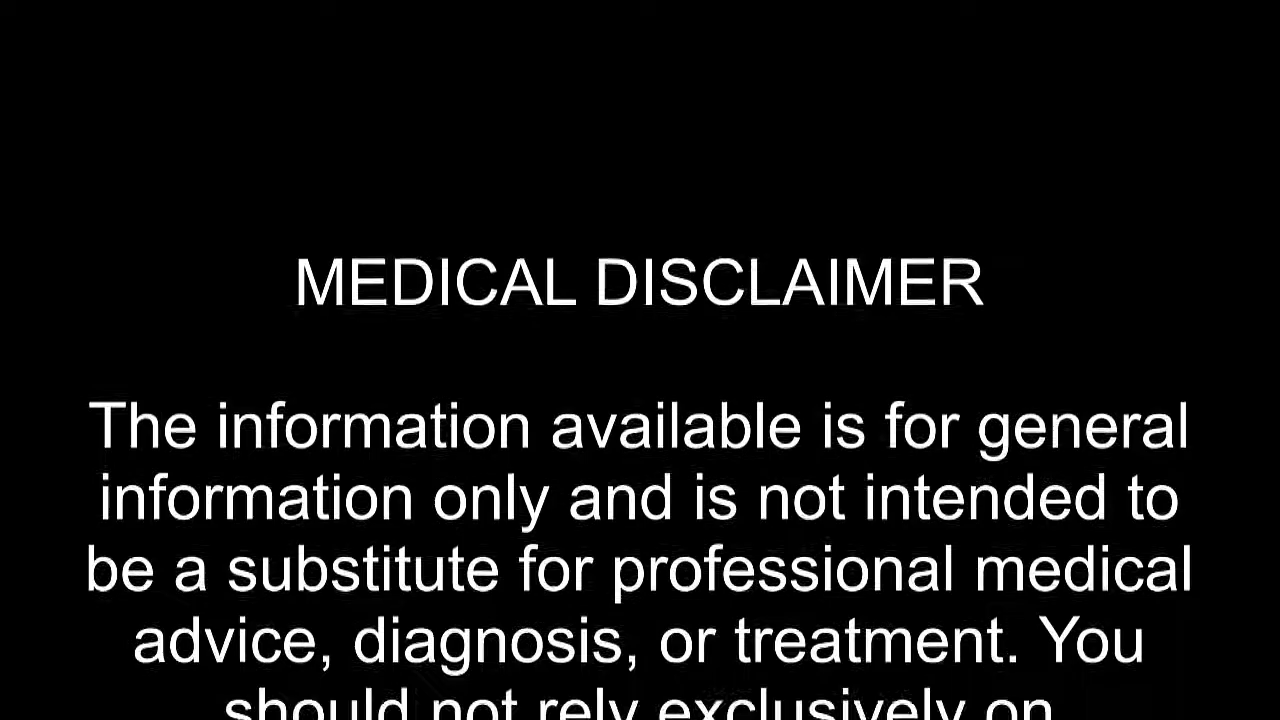 MEDICAL DISCLAIMER
The information available is for general
information only and is not intended to
be a substitute for professional medical
advice, diagnosis, or treatment. You
should not rely exclusively on